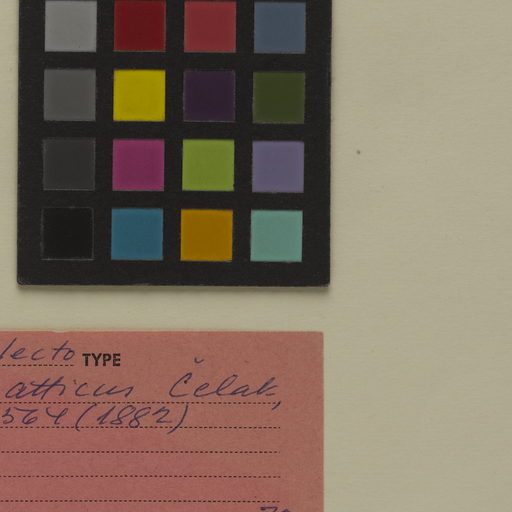 lecto TYPE
atticus Čelak,
564 (1882)